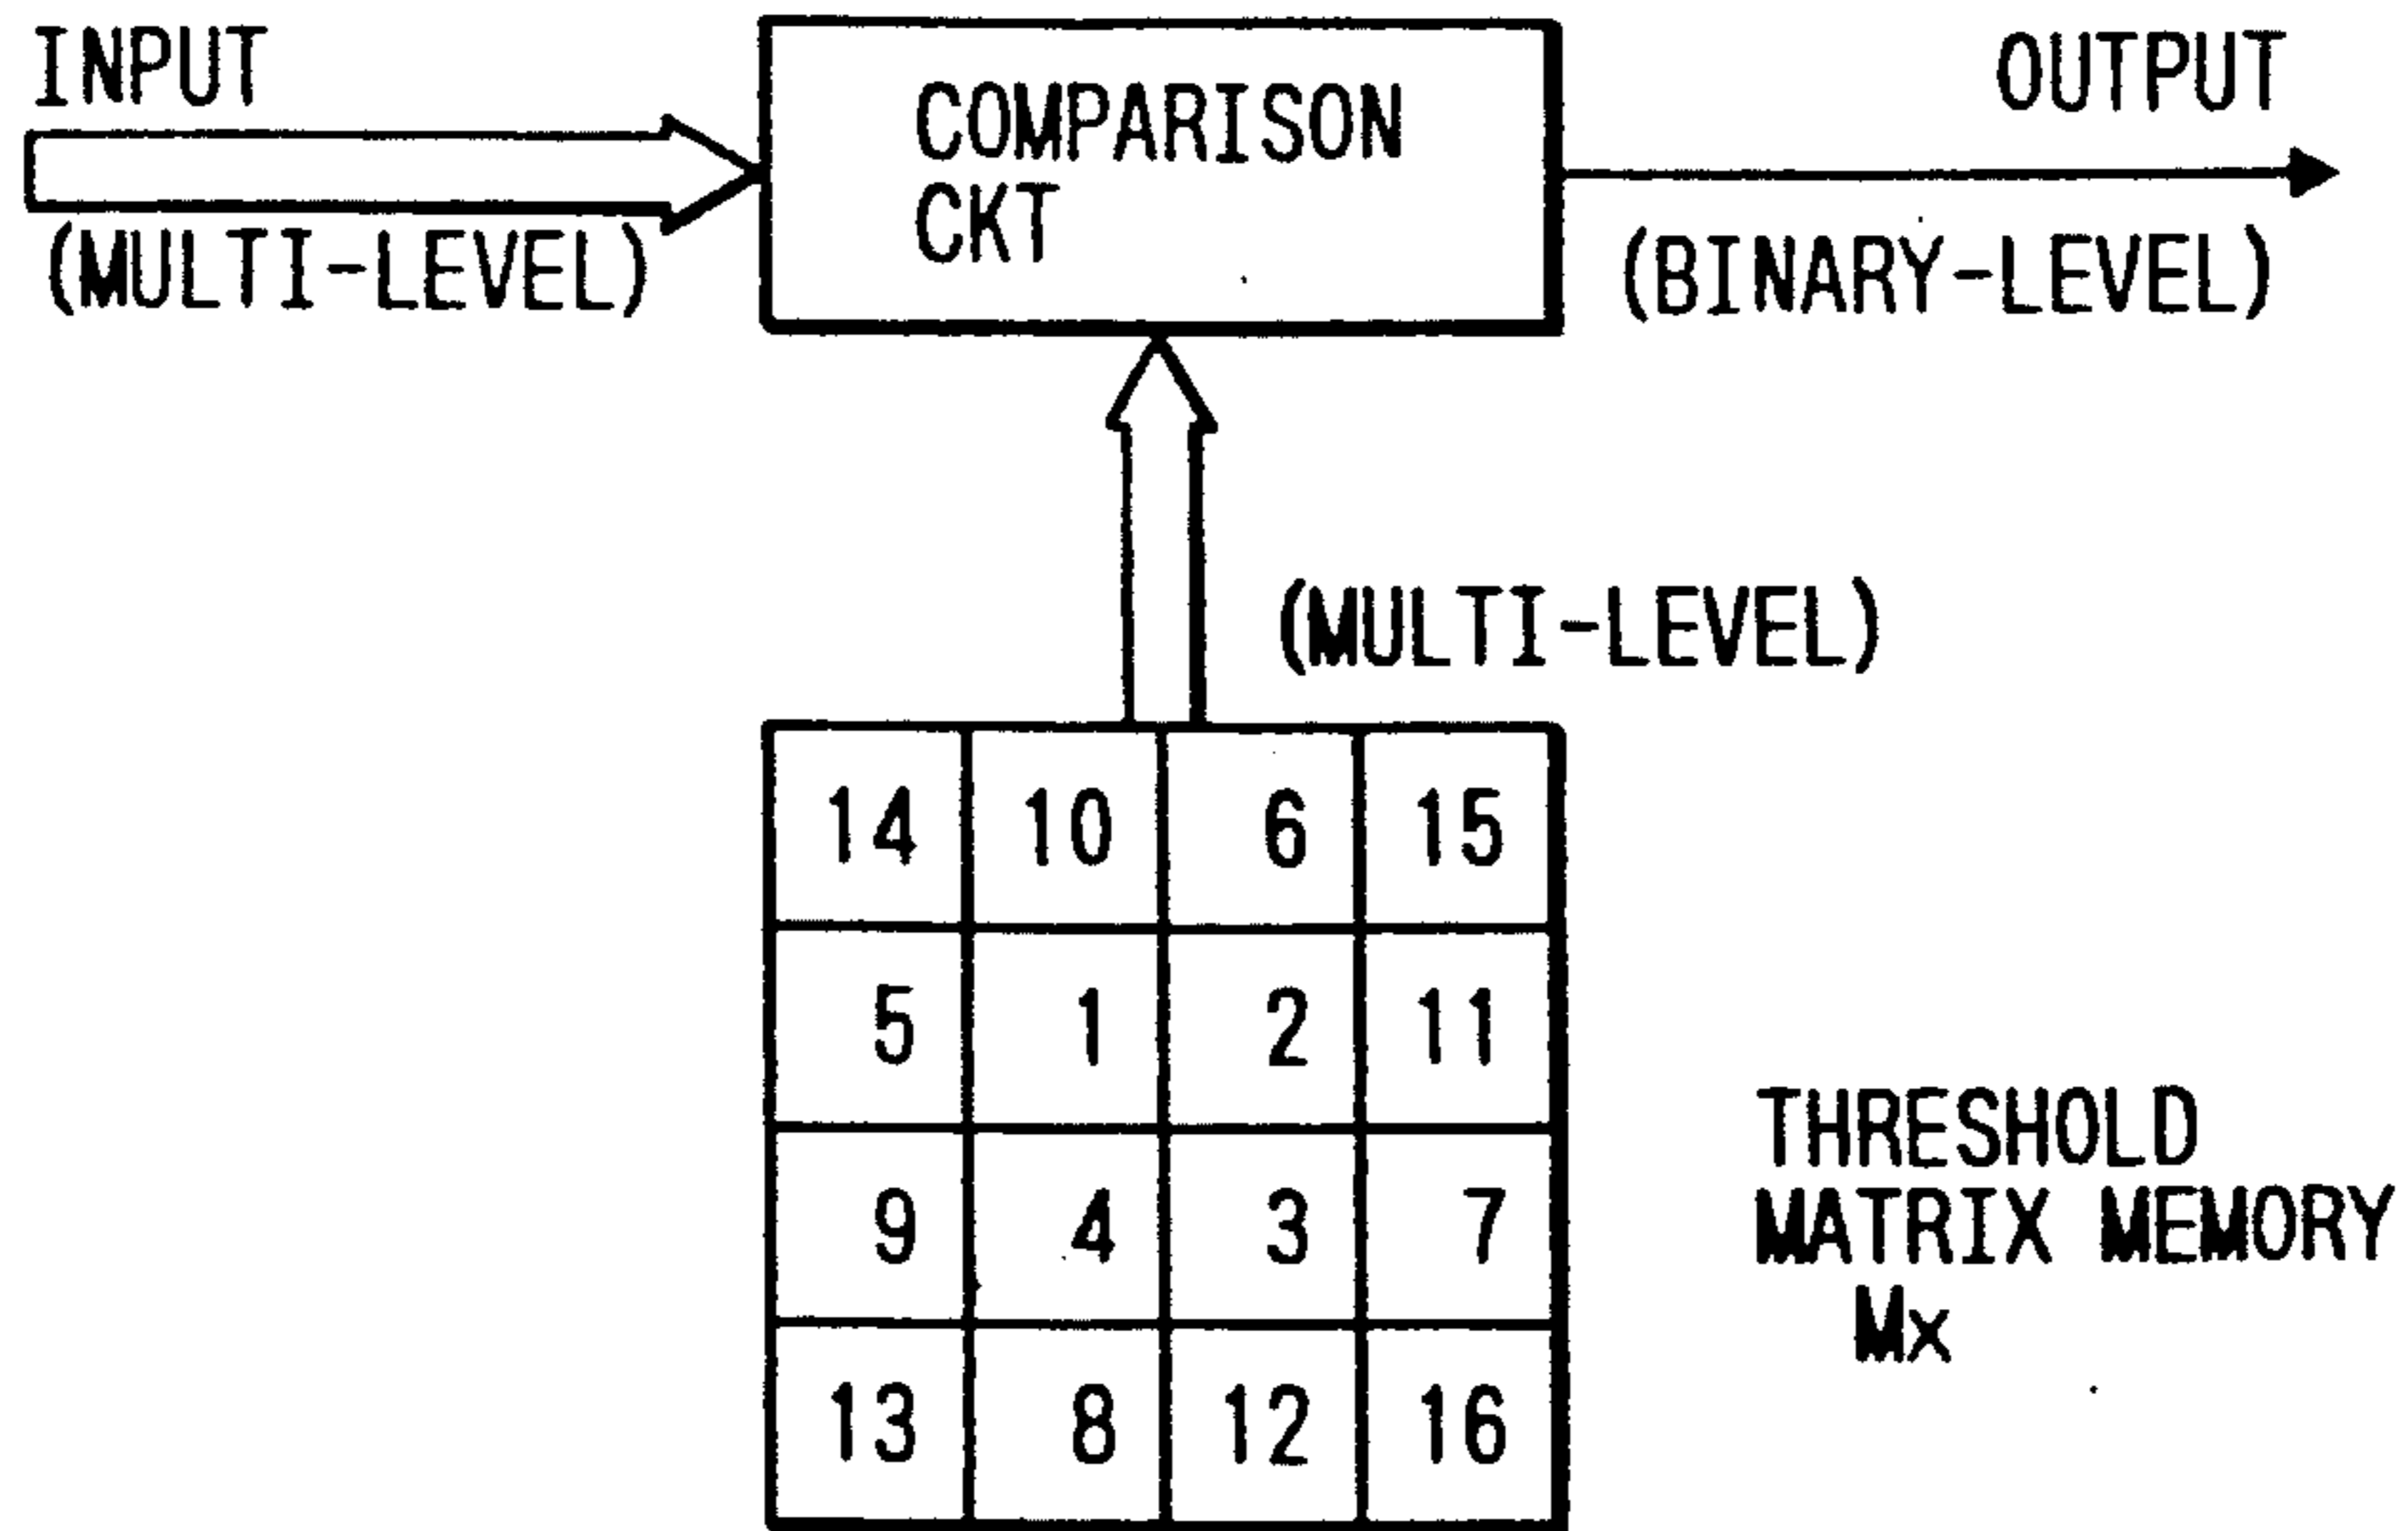 INPUT
(MULTI-LEVEL)
COMPARISON
CKT
OUTPUT
(BINARY-LEVEL)
(MULTI-LEVEL)
14 10 6 15
5 1 2 11
9 4 3 7
13 8 12 16
THRESHOLD
MATRIX MEMORY
Mx